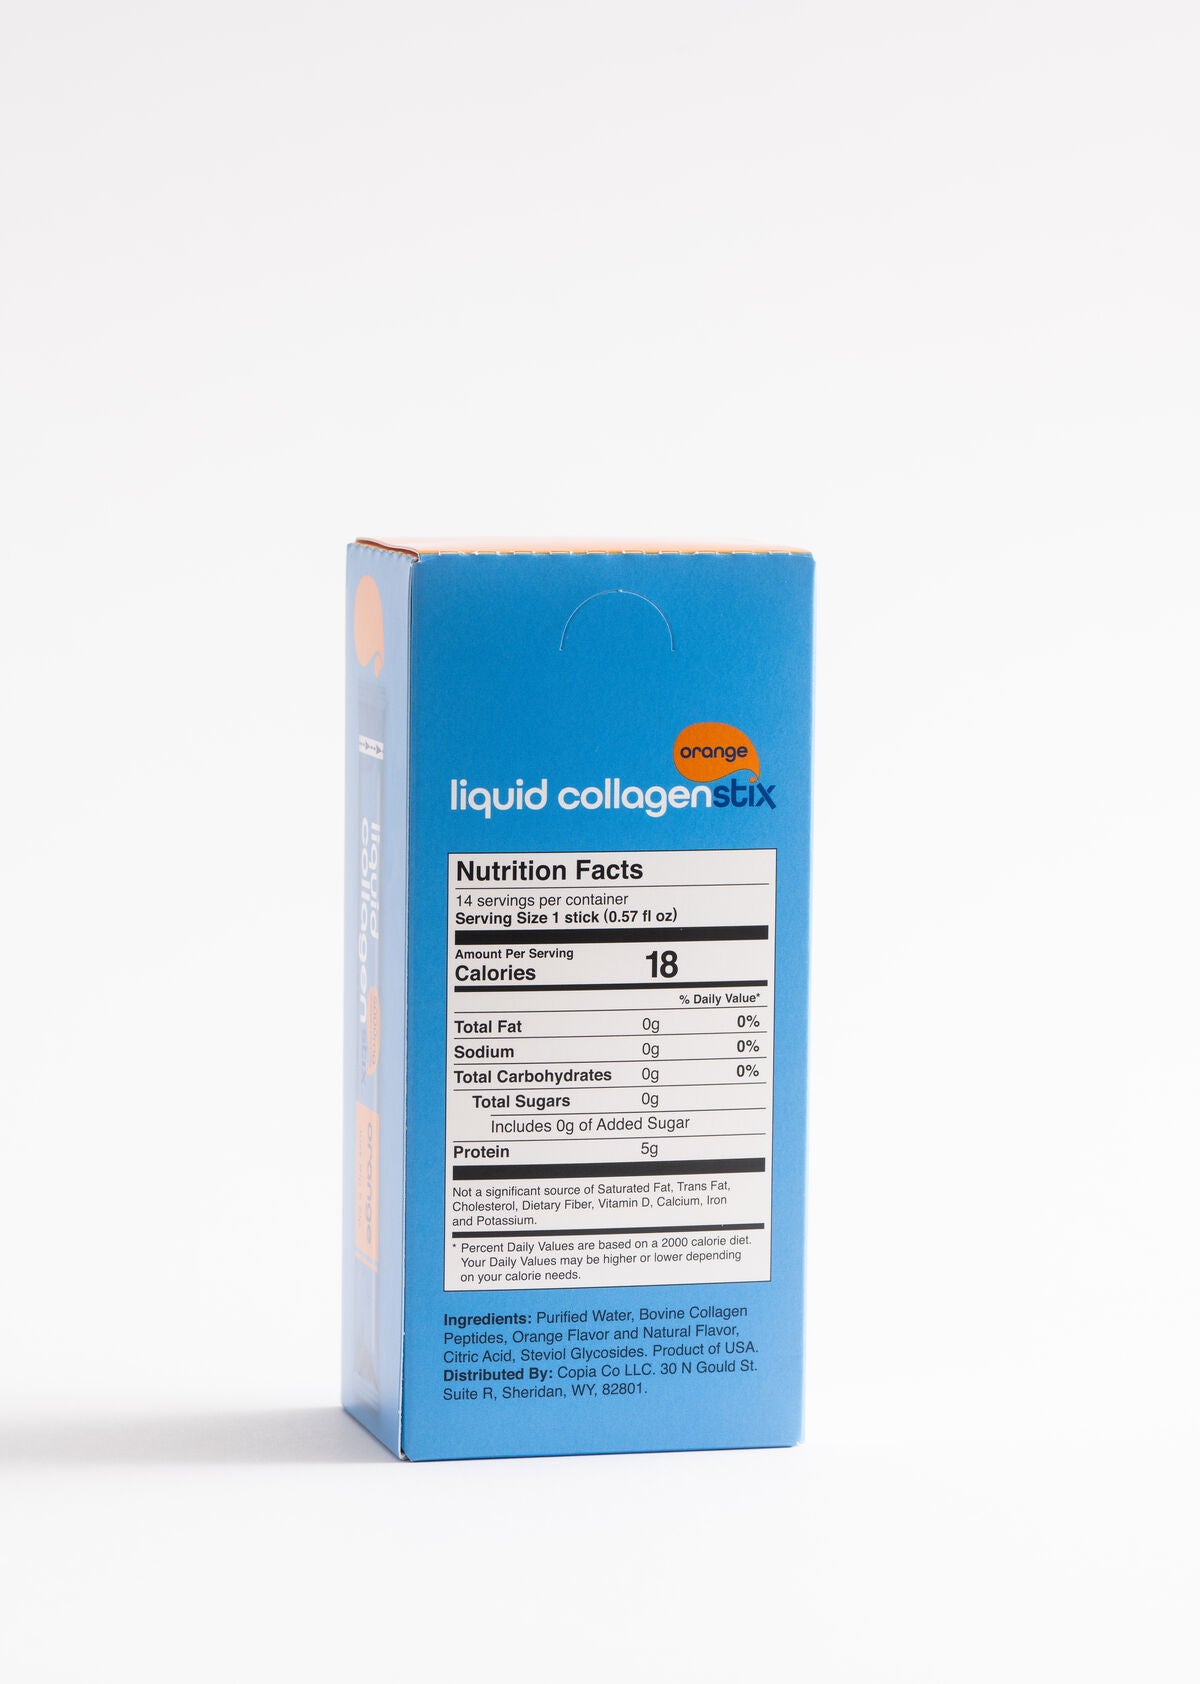 orange
liquid collagenstix
Nutrition Facts
14 servings per container
Serving Size 1 stick (0.57 fl oz)
Amount Per Serving
Calories 18
% Daily Value*
Total Fat 0g 0%
Sodium 0g 0%
Total Carbohydrates 0g 0%
Total Sugars 0g
Includes 0g of Added Sugar
Protein 5g
Not a significant source of Saturated Fat, Trans Fat,
Cholesterol, Dietary Fiber, Vitamin D, Calcium, Iron
and Potassium.
* Percent Daily Values are based on a 2000 calorie diet.
Your Daily Values may be higher or lower depending
on your calorie needs.
Ingredients: Purified Water, Bovine Collagen
Peptides, Orange Flavor and Natural Flavor,
Citric Acid, Steviol Glycosides. Product of USA.
Distributed By: Copia Co LLC. 30 N Gould St.
Suite R, Sheridan, WY, 82801.
liquid
collagenstix
orange